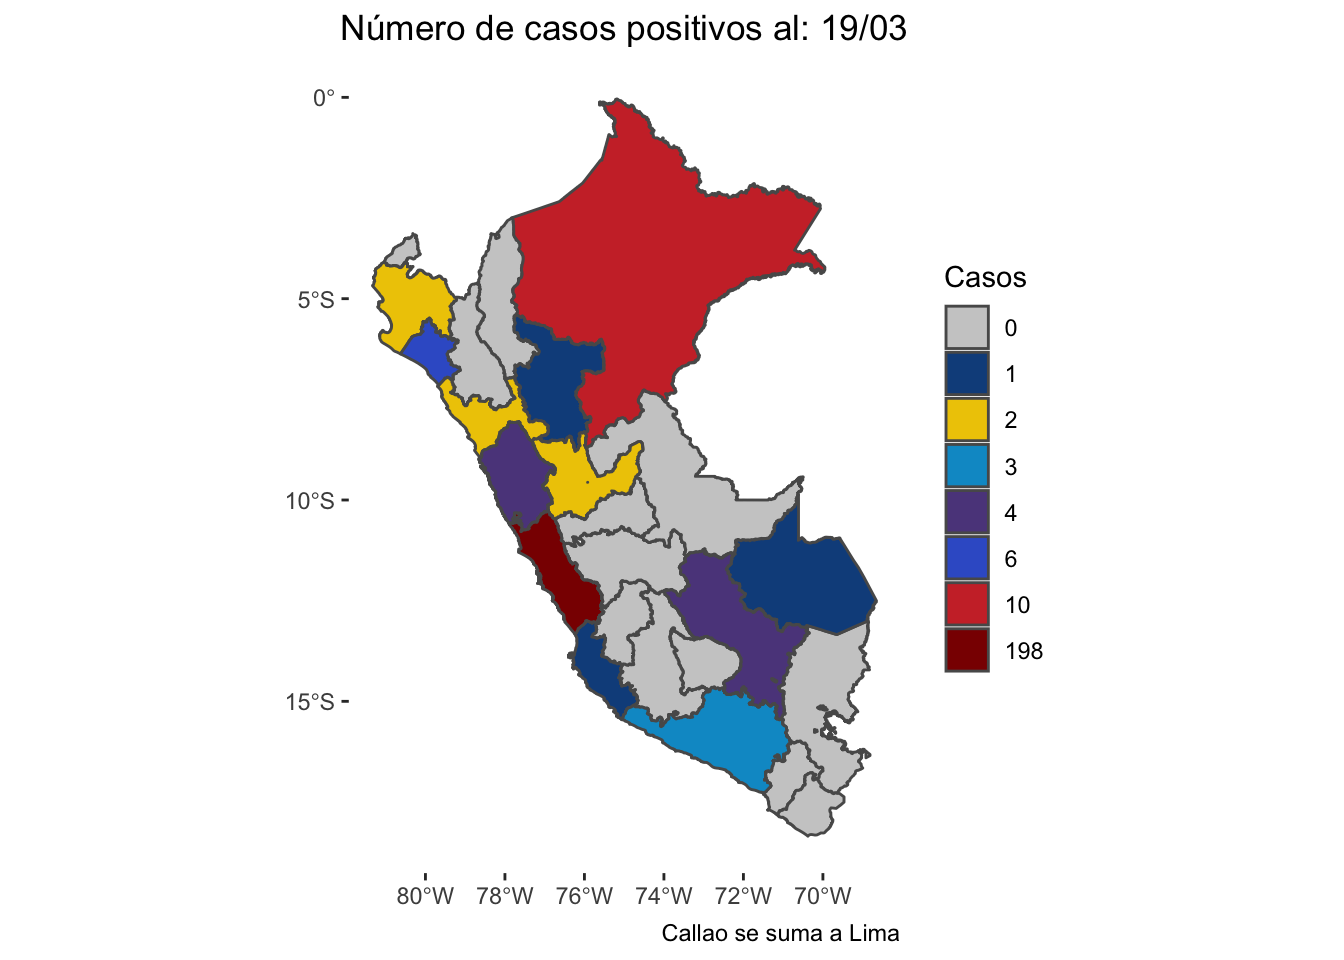 Número de casos positivos al: 19/03
0°
5°S
10°S
15°S
80°W 78°W 76°W 74°W 72°W 70°W
Callao se suma a Lima
Casos
0
1
2
3
4
6
10
198